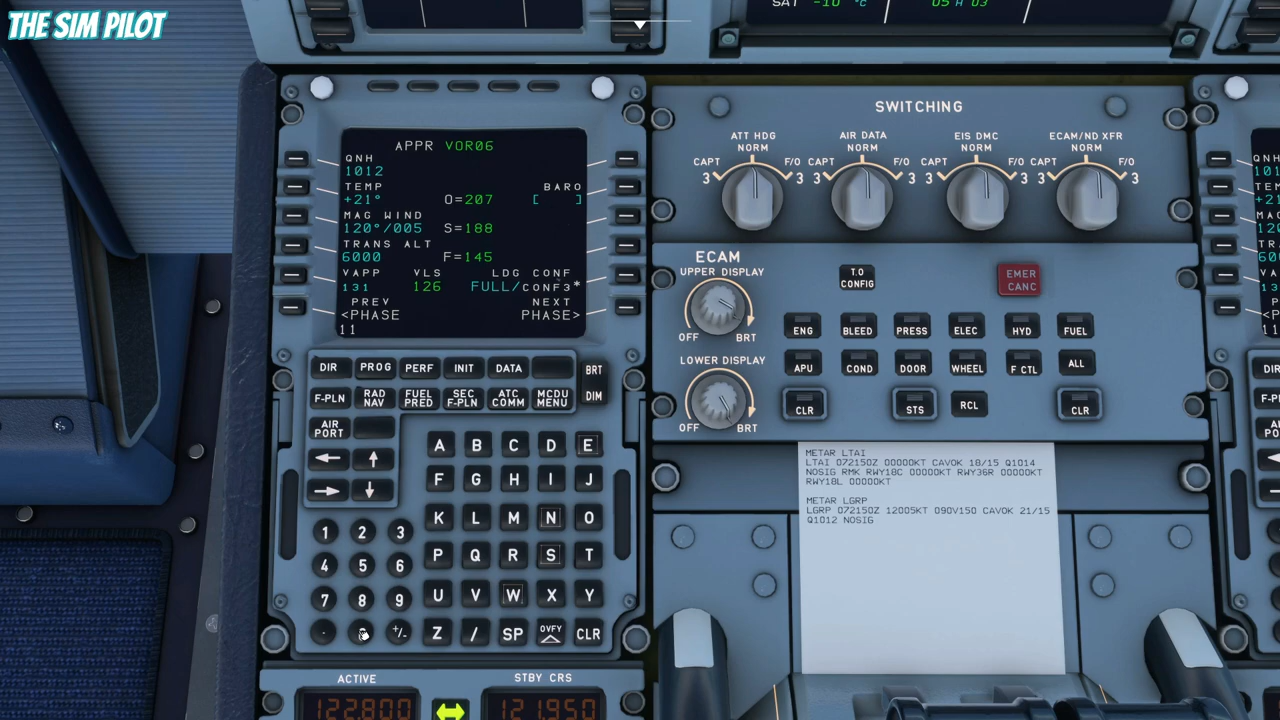 THE SIM PILOT
SAT -10 °C
05 H 03
APPR VOR06
QNH
1012
TEMP BARO
+21° O=207 [ ]
MAG WIND
120°/005 S=188
TRANS ALT
6000 F=145
VAPP VLS LDG CONF
131 126 FULL/CONF3*
PREV NEXT
<PHASE PHASE>
11
DIR PROG PERF INIT DATA
BRT
DIM
F-PLN RAD NAV FUEL PRED SEC F-PLN ATC COMM MCDU MENU
AIR PORT
A B C D E
F G H I J
K L M N O
P Q R S T
U V W X Y
Z / SP OVFY CLR
1 2 3
4 5 6
7 8 9
. +/-
ACTIVE STBY CRS
122.800 121.950
SWITCHING
ATT HDG AIR DATA EIS DMC ECAM/ND XFR
NORM NORM NORM NORM
CAPT F/O CAPT F/O CAPT F/O CAPT F/O
3 3 3 3 3 3 3 3
ECAM
UPPER DISPLAY
OFF BRT
LOWER DISPLAY
OFF BRT
T.O CONFIG
EMER CANC
ENG BLEED PRESS ELEC HYD FUEL
APU COND DOOR WHEEL F CTL ALL
CLR STS RCL CLR
METAR LTAI
LTAI 072150Z 00000KT CAVOK 18/15 Q1014
NOSIG RMK RWY18C 00000KT RWY36R 00000KT
RWY18L 00000KT
METAR LGRP
LGRP 072150Z 12005KT 090V150 CAVOK 21/15
Q1012 NOSIG